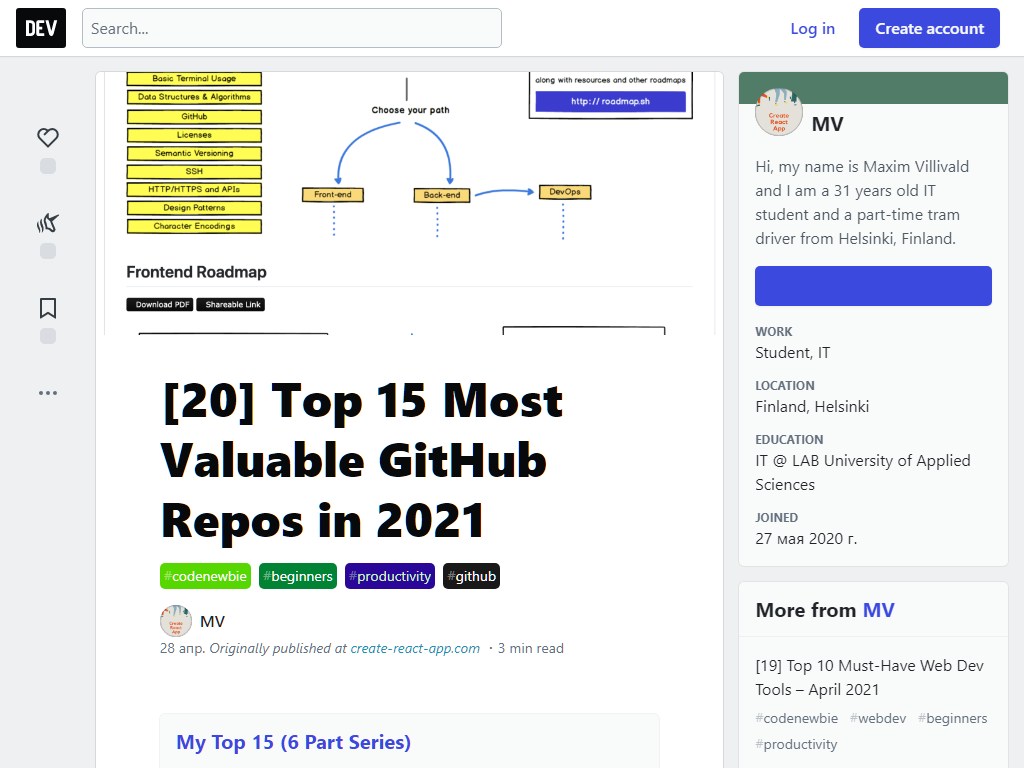 DEV
Search...
Log in
Create account
Basic Terminal Usage
Data Structures & Algorithms
GitHub
Licenses
Semantic Versioning
SSH
HTTP/HTTPS and APIs
Design Patterns
Character Encodings
Choose your path
along with resources and other roadmaps
http:// roadmap.sh
Front-end
Back-end
DevOps
Frontend Roadmap
Download PDF
Shareable Link
[20] Top 15 Most
Valuable GitHub
Repos in 2021
#codenewbie #beginners #productivity #github
Create
React
App
MV
28 апр. Originally published at create-react-app.com ・3 min read
My Top 15 (6 Part Series)
Create
React
App
MV
Hi, my name is Maxim Villivald
and I am a 31 years old IT
student and a part-time tram
driver from Helsinki, Finland.
WORK
Student, IT
LOCATION
Finland, Helsinki
EDUCATION
IT @ LAB University of Applied
Sciences
JOINED
27 мая 2020 г.
More from MV
[19] Top 10 Must-Have Web Dev
Tools – April 2021
#codenewbie #webdev #beginners
#productivity